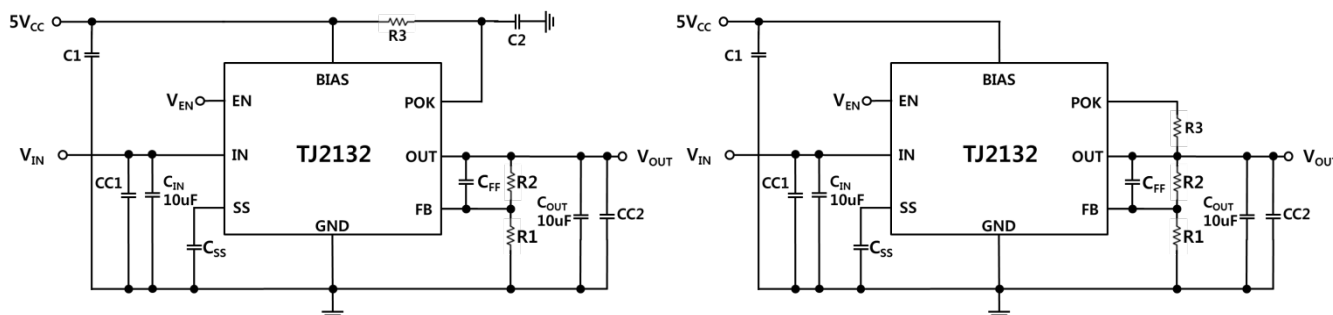 5VCC
R3
C2
C1
BIAS
VEN
EN
POK
VIN
IN
TJ2132
OUT
VOUT
CC1
CIN
10uF
CFF
R2
SS
FB
COUT
10uF
CC2
CSS
GND
R1
5VCC
C1
BIAS
VEN
EN
POK
R3
VIN
IN
TJ2132
OUT
VOUT
CC1
CIN
10uF
CFF
R2
SS
FB
COUT
10uF
CC2
CSS
GND
R1